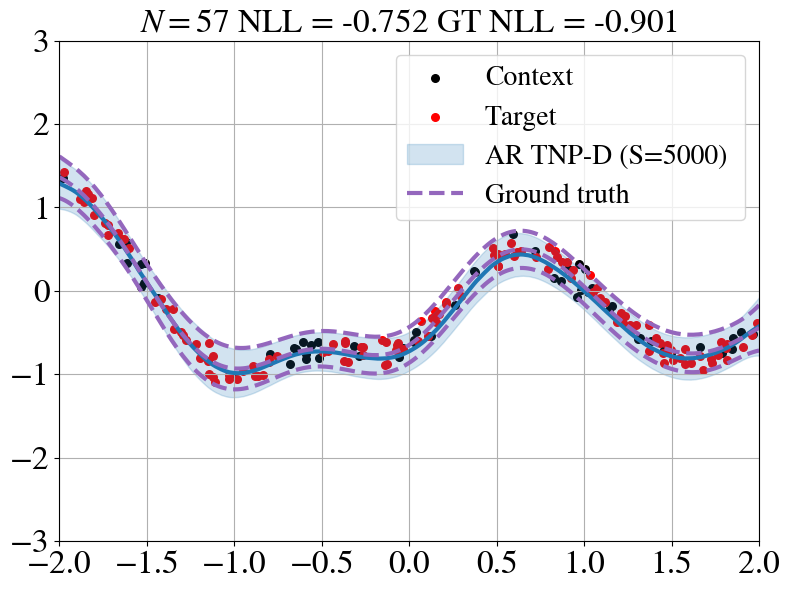 N = 57 NLL = -0.752 GT NLL = -0.901
3
2
1
0
−1
−2
−3
Context
Target
AR TNP-D (S=5000)
Ground truth
−2.0 −1.5 −1.0 −0.5 0.0 0.5 1.0 1.5 2.0